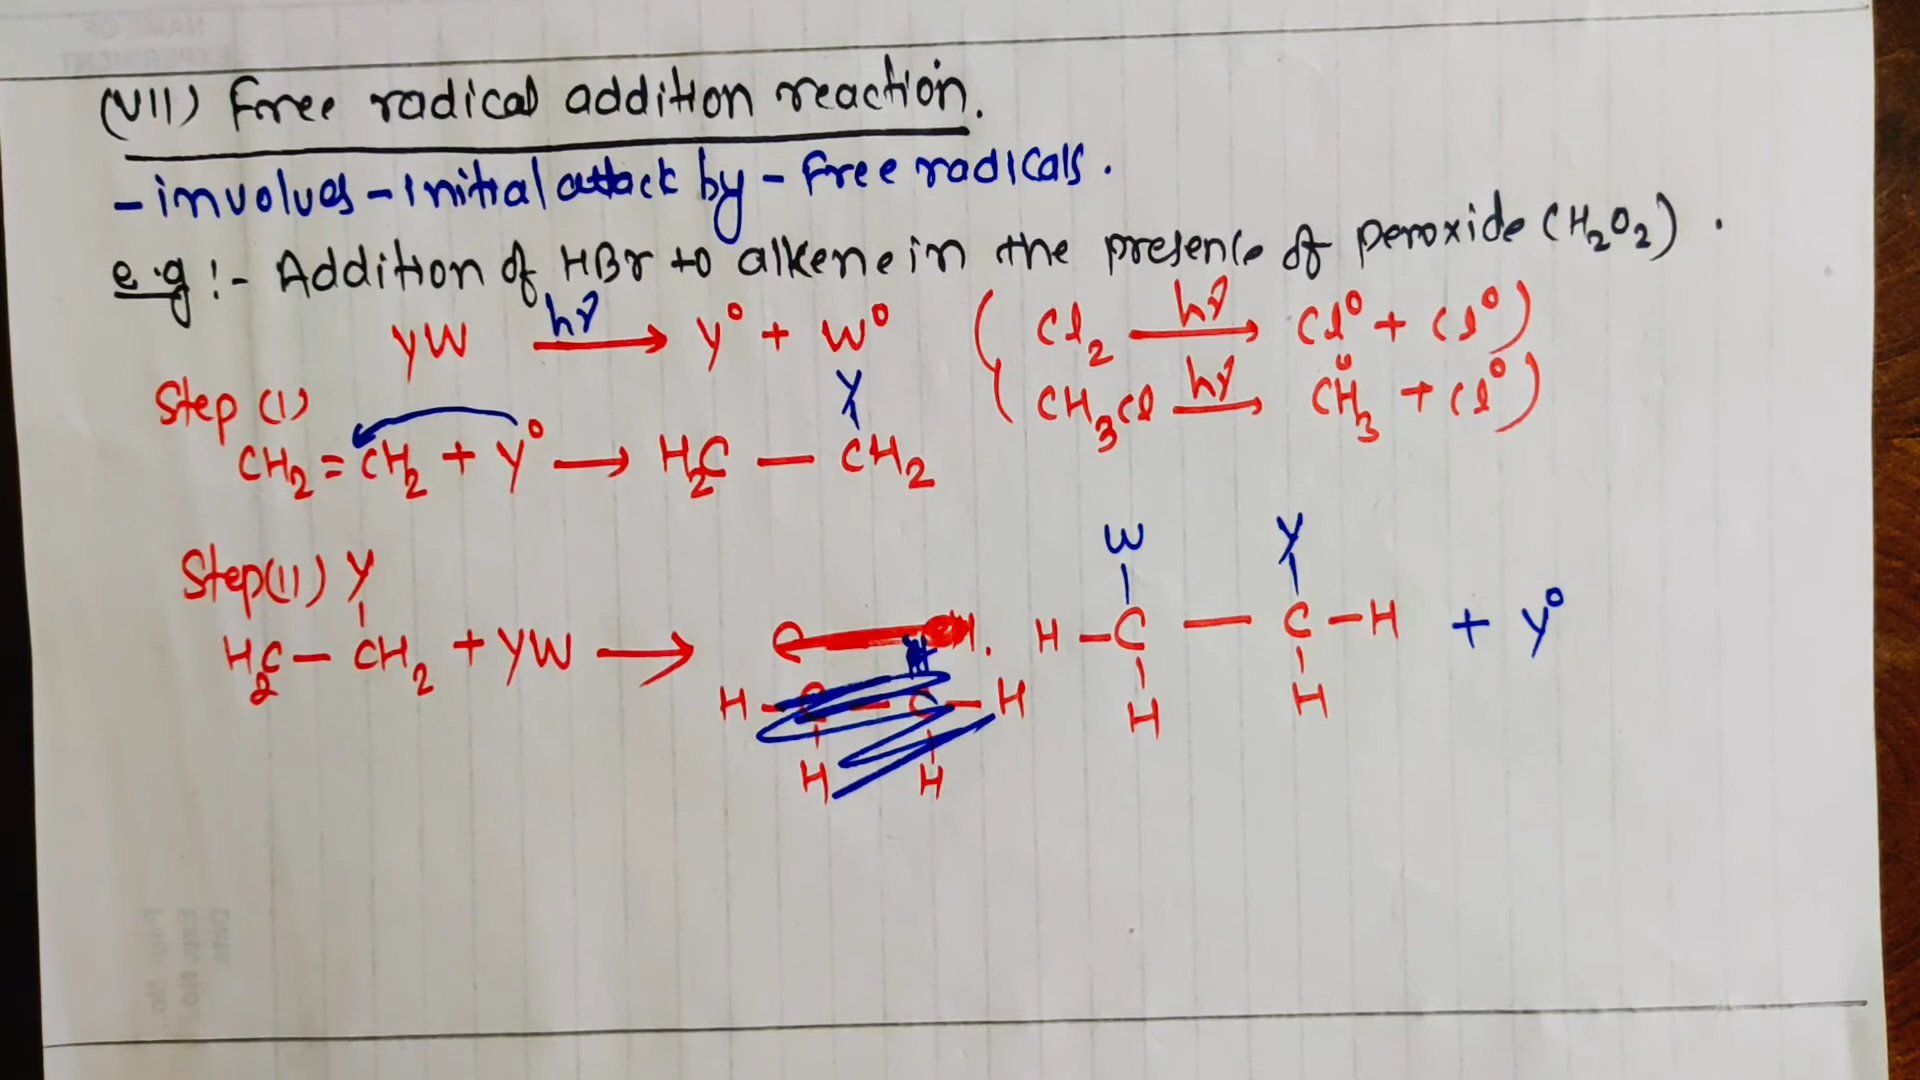 (VII) Free radical addition reaction.
- involves - Initial attack by - Free radicals.
e.g :- Addition of HBr to alkene in the presence of peroxide (H₂O₂).
YW hν → Y° + W° ( Cl₂ hν → Cl° + Cl° )
( CH₃Cl hν → CH₃ + Cl° )
Step (I)
Y
CH₂ = CH₂ + Y° → H₂C — CH₂
Step (II) Y W Y
H₂C — CH₂ + YW → H — C — C — H + Y°
H H
H C — C — H
H H